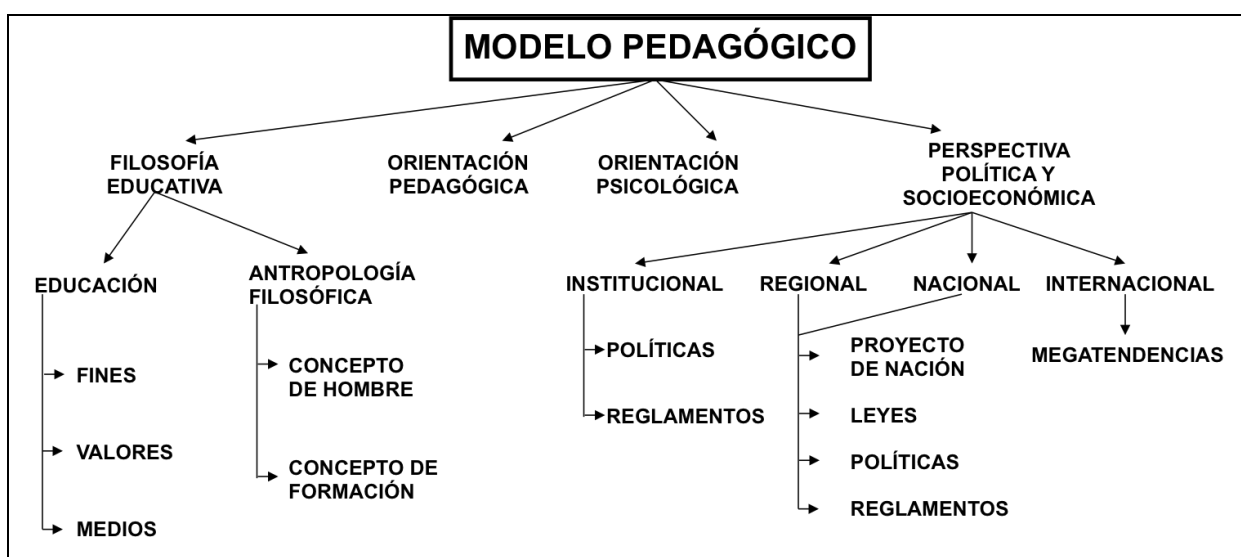 MODELO PEDAGÓGICO
FILOSOFÍA
EDUCATIVA
ORIENTACIÓN
PEDAGÓGICA
ORIENTACIÓN
PSICOLÓGICA
PERSPECTIVA
POLÍTICA Y
SOCIOECONÓMICA
EDUCACIÓN
FINES
VALORES
MEDIOS
ANTROPOLOGÍA
FILOSÓFICA
CONCEPTO
DE HOMBRE
CONCEPTO DE
FORMACIÓN
INSTITUCIONAL
POLÍTICAS
REGLAMENTOS
REGIONAL
NACIONAL
PROYECTO
DE NACIÓN
LEYES
POLÍTICAS
REGLAMENTOS
INTERNACIONAL
MEGATENDENCIAS